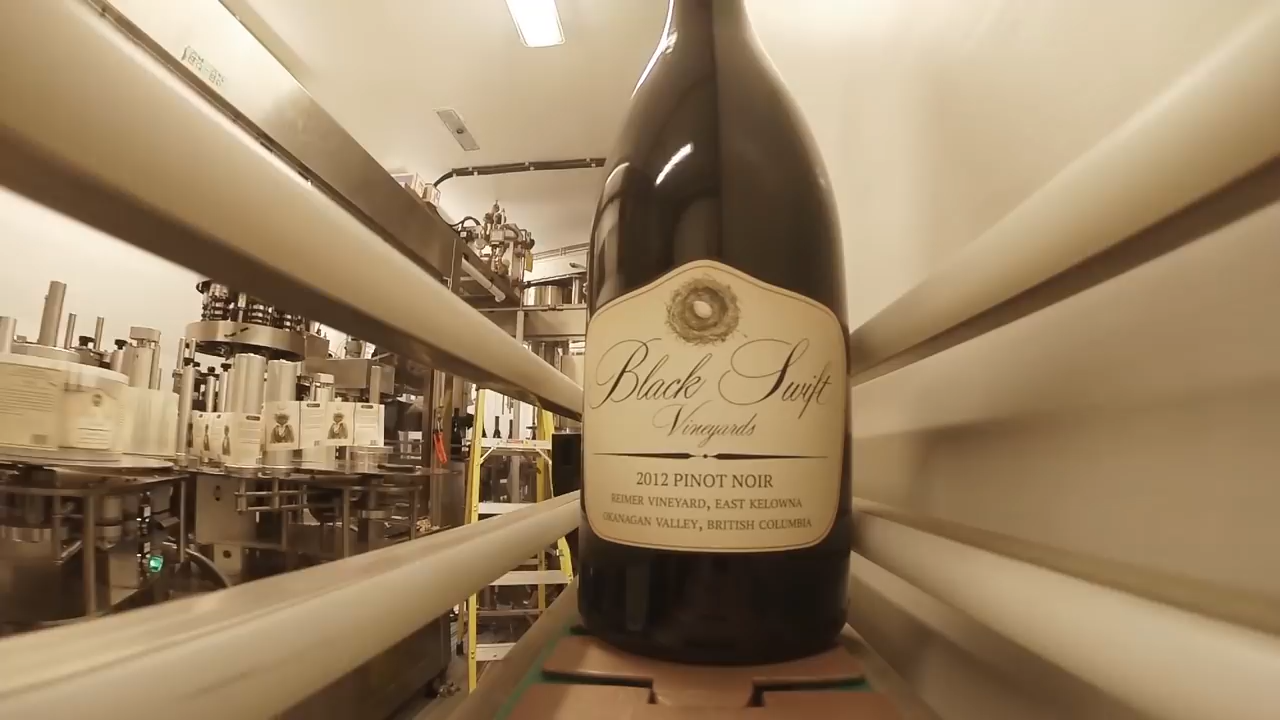 Black Swift
Vineyards
2012 PINOT NOIR
REIMER VINEYARD, EAST KELOWNA
OKANAGAN VALLEY, BRITISH COLUMBIA